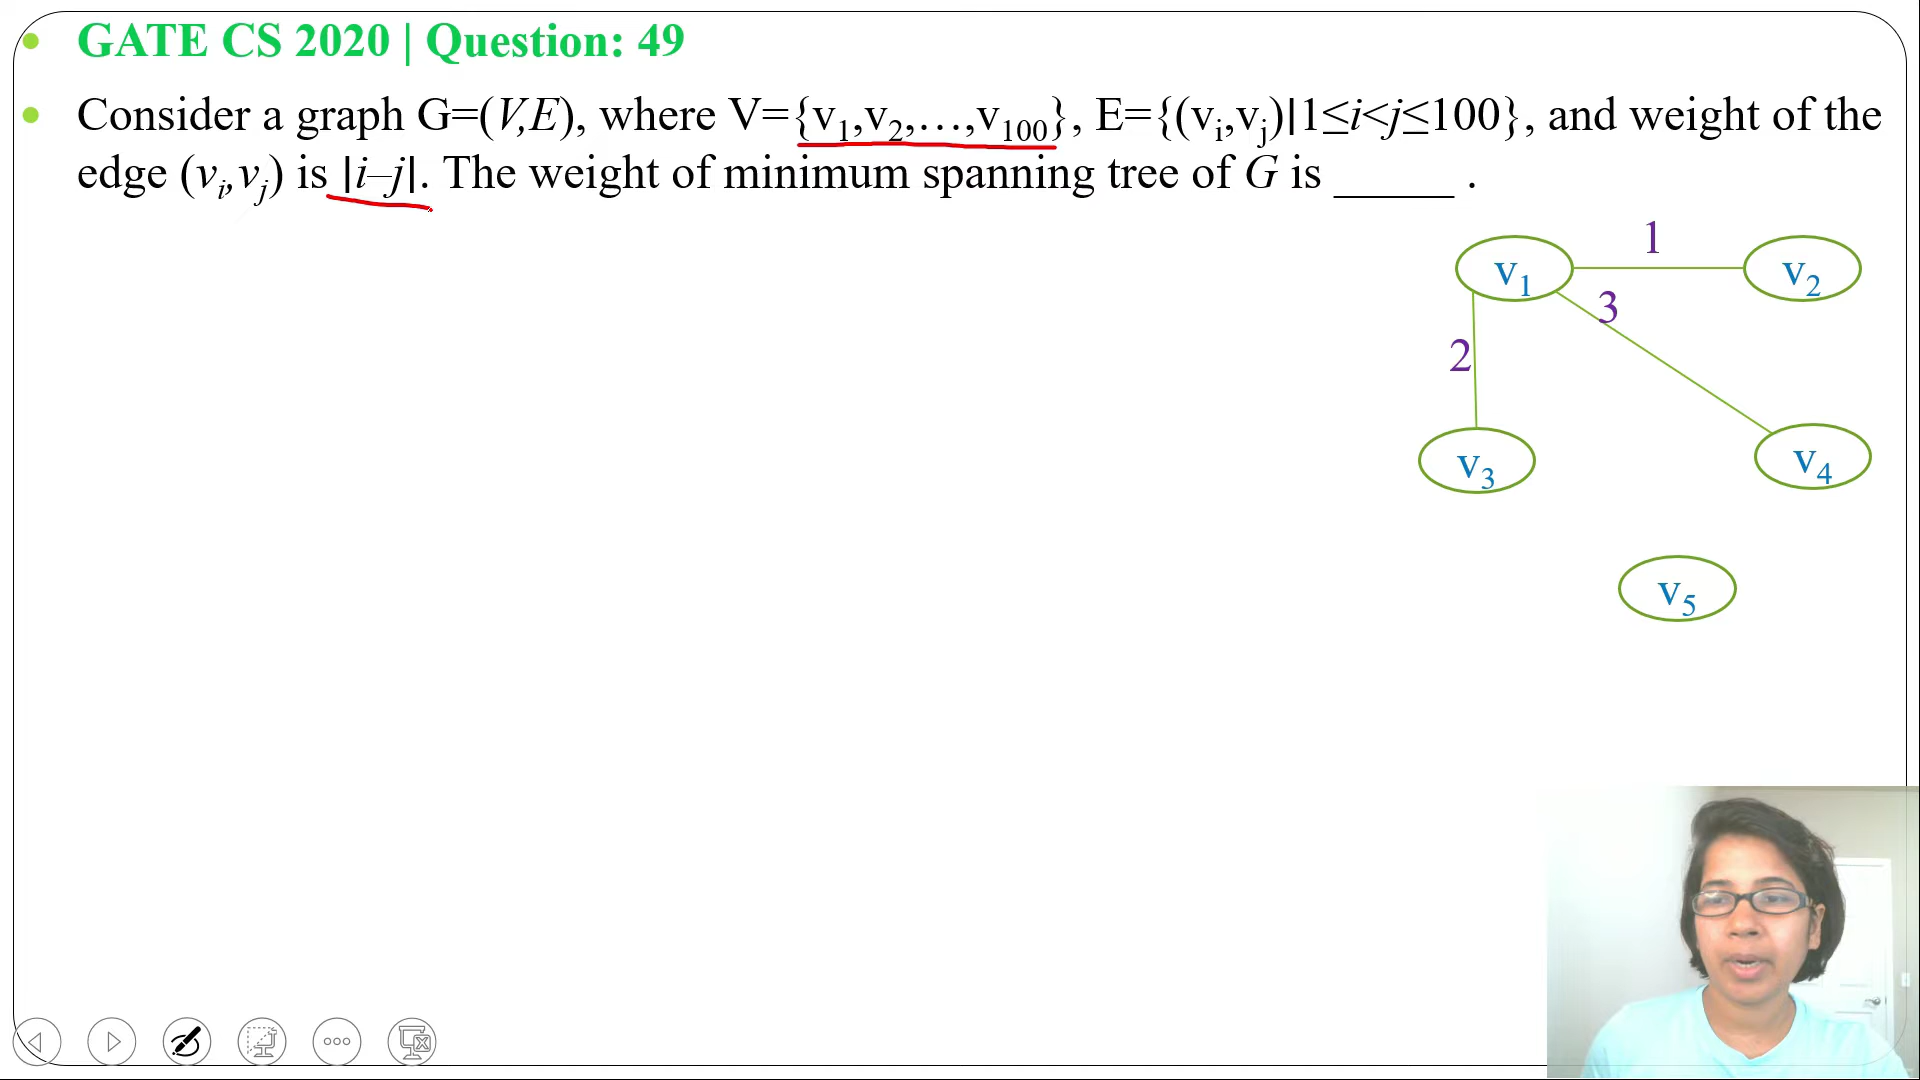 GATE CS 2020 | Question: 49
Consider a graph G=(V,E), where V={v₁,v₂,…,v₁₀₀}, E={(vᵢ,vⱼ)|1≤i<j≤100}, and weight of the
edge (vᵢ,vⱼ) is |i–j|. The weight of minimum spanning tree of G is _____ .
1
v₁
v₂
3
2
v₃
v₄
v₅